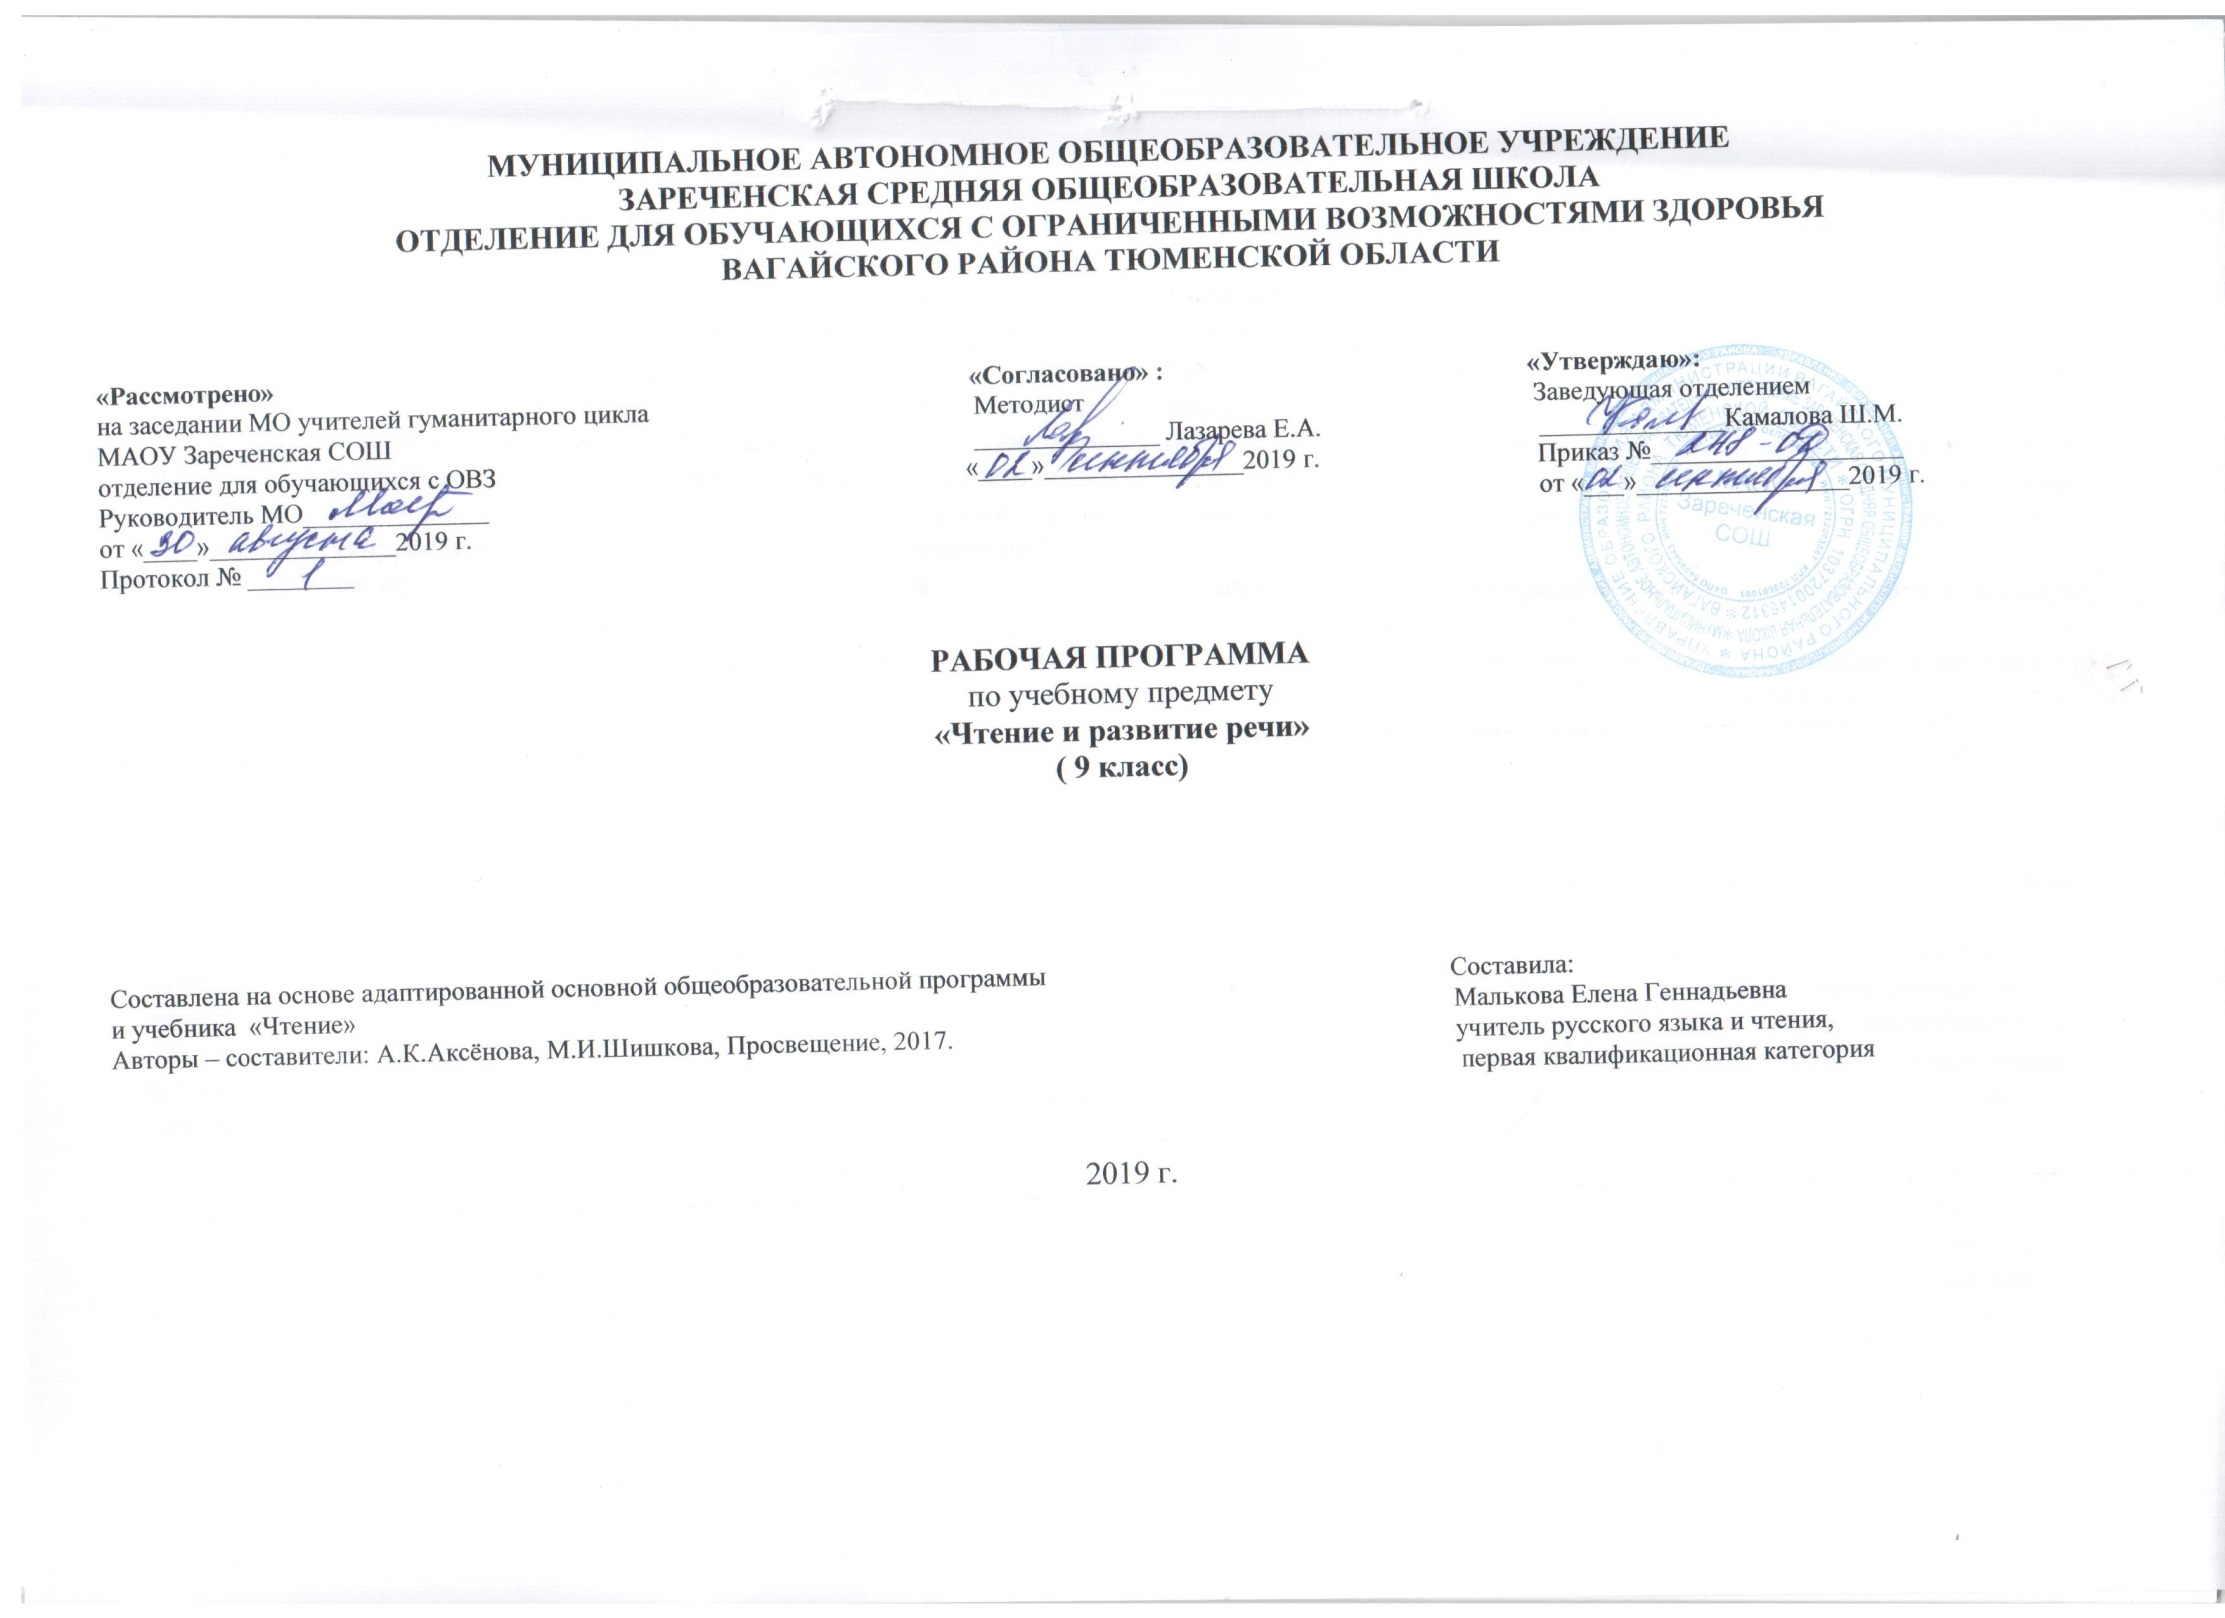 МУНИЦИПАЛЬНОЕ АВТОНОМНОЕ ОБЩЕОБРАЗОВАТЕЛЬНОЕ УЧРЕЖДЕНИЕ
ЗАРЕЧЕНСКАЯ СРЕДНЯЯ ОБЩЕОБРАЗОВАТЕЛЬНАЯ ШКОЛА
ОТДЕЛЕНИЕ ДЛЯ ОБУЧАЮЩИХСЯ С ОГРАНИЧЕННЫМИ ВОЗМОЖНОСТЯМИ ЗДОРОВЬЯ
ВАГАЙСКОГО РАЙОНА ТЮМЕНСКОЙ ОБЛАСТИ
«Рассмотрено»
на заседании МО учителей гуманитарного цикла
МАОУ Зареченская СОШ
отделение для обучающихся с ОВЗ
Руководитель МО
от «30» августа 2019 г.
Протокол № 1
«Согласовано» :
Методист
Лазарева Е.А.
«02» сентября 2019 г.
«Утверждаю»:
Заведующая отделением
Камалова Ш.М.
Приказ № 248-од
от «02» сентября 2019 г.
Зареченская
СОШ
РАБОЧАЯ ПРОГРАММА
по учебному предмету
«Чтение и развитие речи»
( 9 класс)
Составлена на основе адаптированной основной общеобразовательной программы
и учебника «Чтение»
Авторы – составители: А.К.Аксёнова, М.И.Шишкова, Просвещение, 2017.
Составила:
Малькова Елена Геннадьевна
учитель русского языка и чтения,
первая квалификационная категория
2019 г.